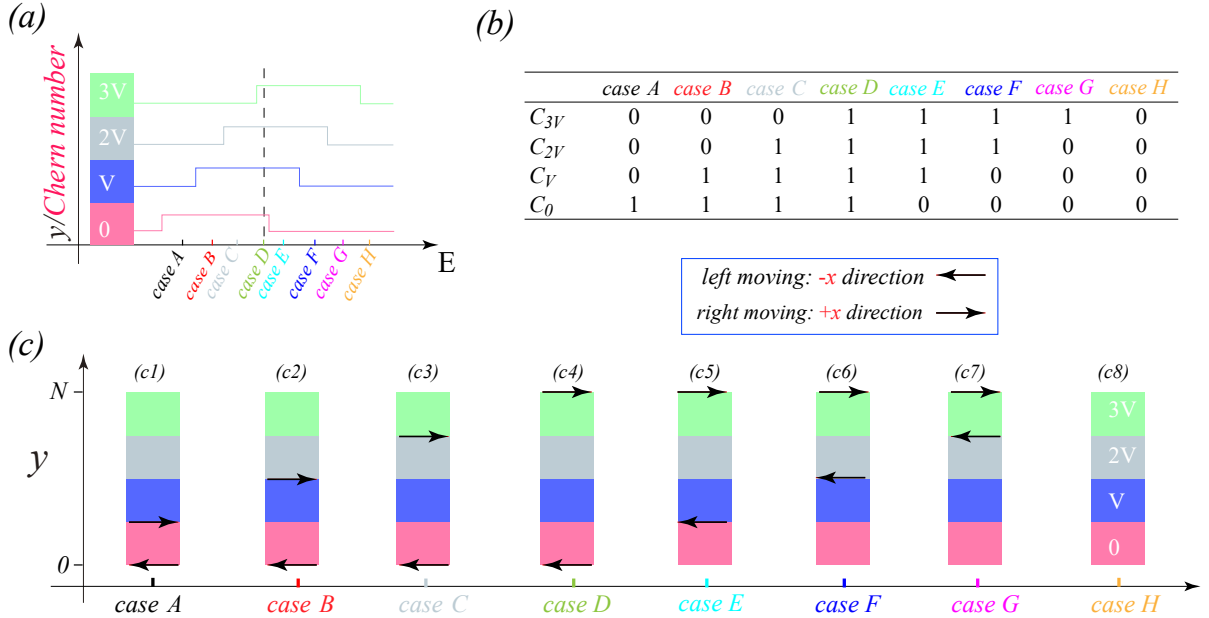 (a)
y/Chern number
3V
2V
V
0
E
case A
case B
case C
case D
case E
case F
case G
case H
(b)
case A case B case C case D case E case F case G case H
C3V 0 0 0 1 1 1 1 0
C2V 0 0 1 1 1 1 0 0
CV 0 1 1 1 1 0 0 0
C0 1 1 1 1 0 0 0 0
left moving: -x direction
right moving: +x direction
(c)
(c1) (c2) (c3) (c4) (c5) (c6) (c7) (c8)
N
y
0
3V
2V
V
0
case A case B case C case D case E case F case G case H